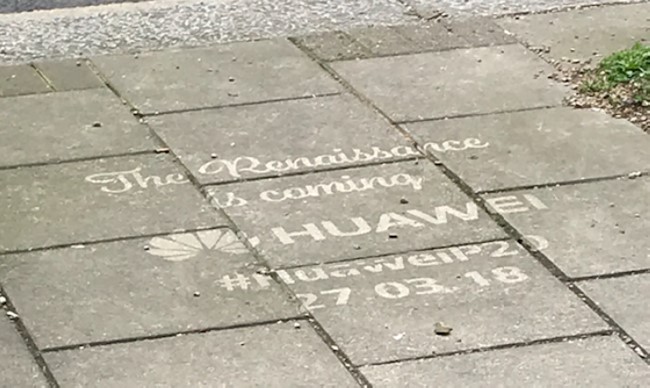 The Renaissance
is coming
HUAWEI
#HuaweiP20
27 03.18